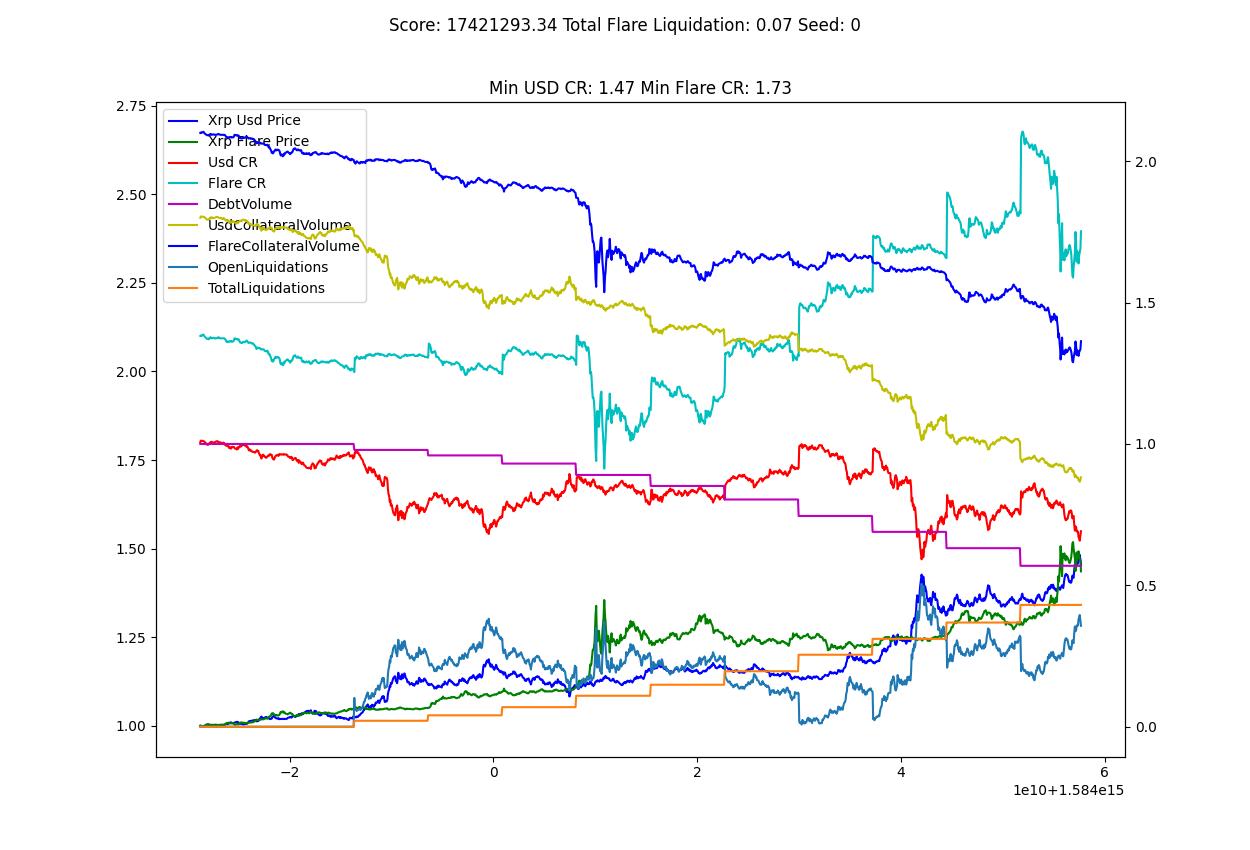 Score: 17421293.34 Total Flare Liquidation: 0.07 Seed: 0
Min USD CR: 1.47 Min Flare CR: 1.73
Xrp Usd Price
Xrp Flare Price
Usd CR
Flare CR
DebtVolume
UsdCollateralVolume
FlareCollateralVolume
OpenLiquidations
TotalLiquidations
2.75
2.50
2.25
2.00
1.75
1.50
1.25
1.00
2.0
1.5
1.0
0.5
0.0
−2 0 2 4 6
1e10+1.584e15